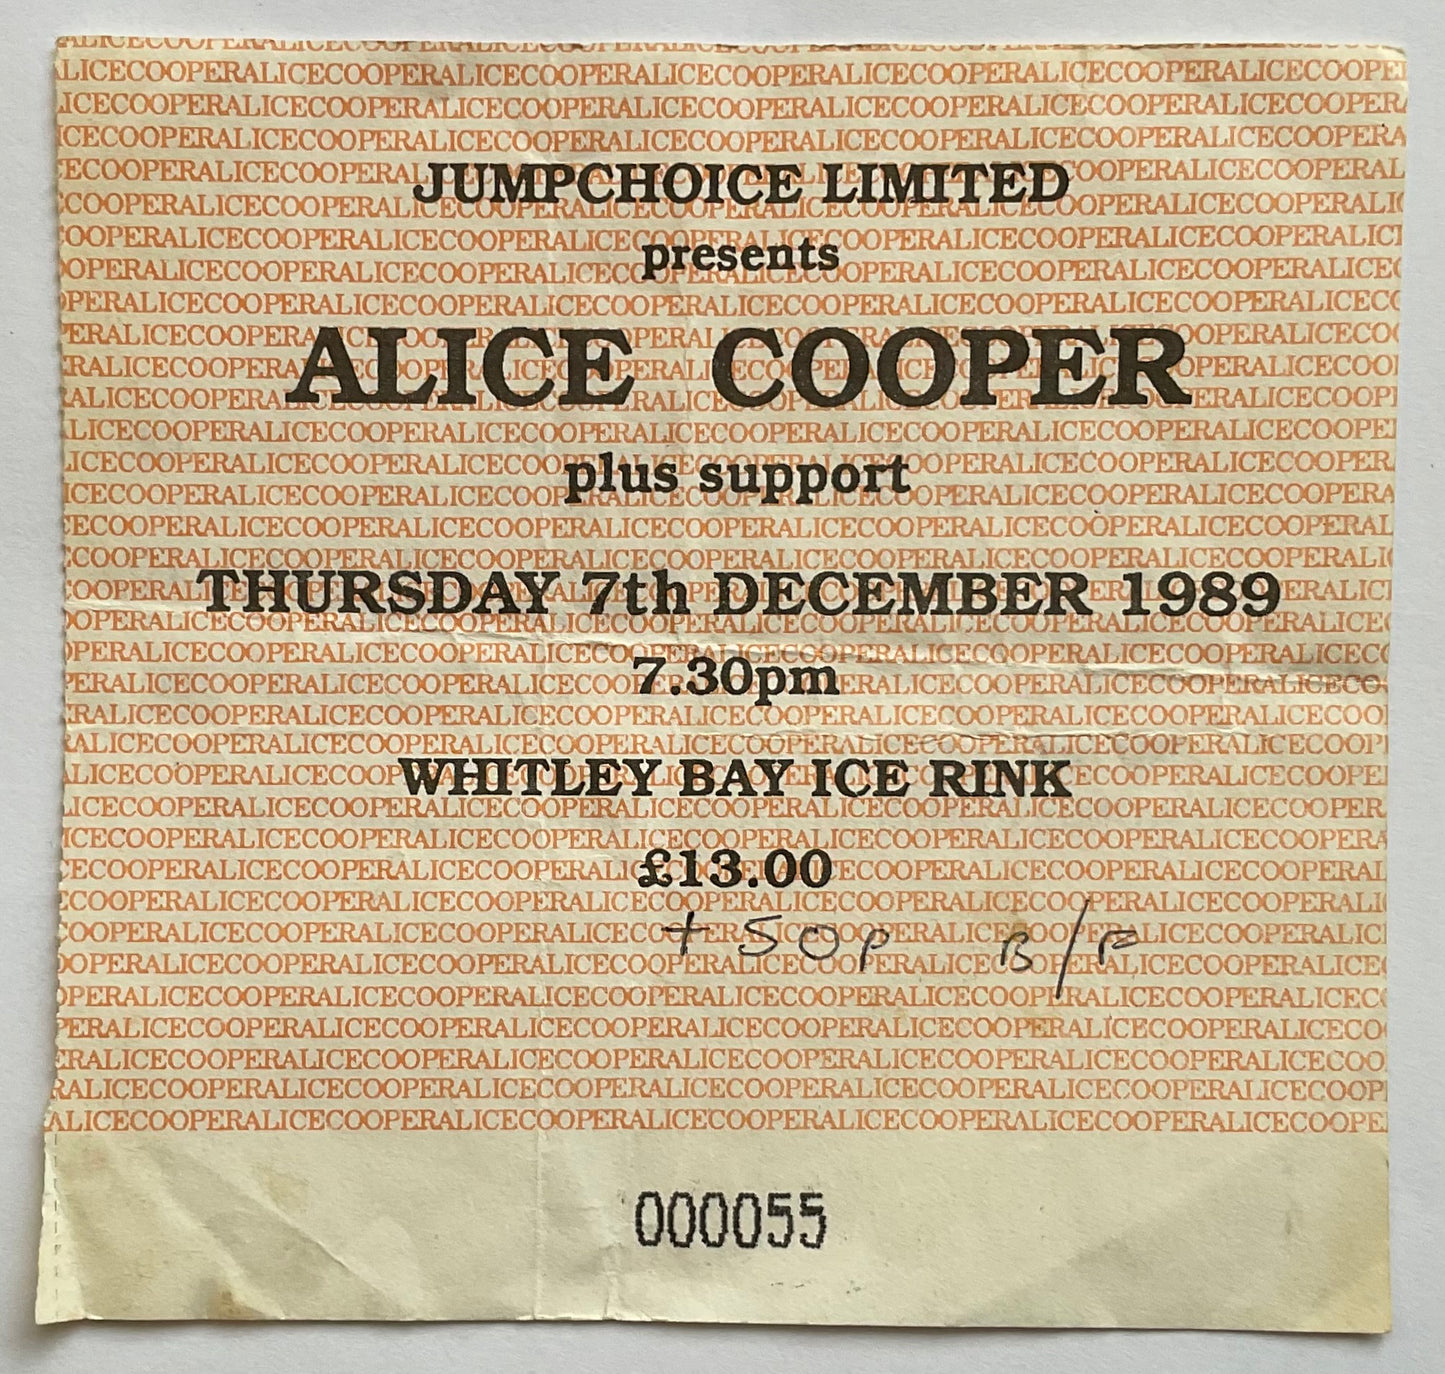 ALICECOOPERALICECOOPERALICECOOPERALICECOOPERALICECOOPERALICECOOPER
JUMPCHOICE LIMITED
presents
ALICE COOPER
plus support
THURSDAY 7th DECEMBER 1989
7.30pm
WHITLEY BAY ICE RINK
£13.00
+ 50p B/F
000055